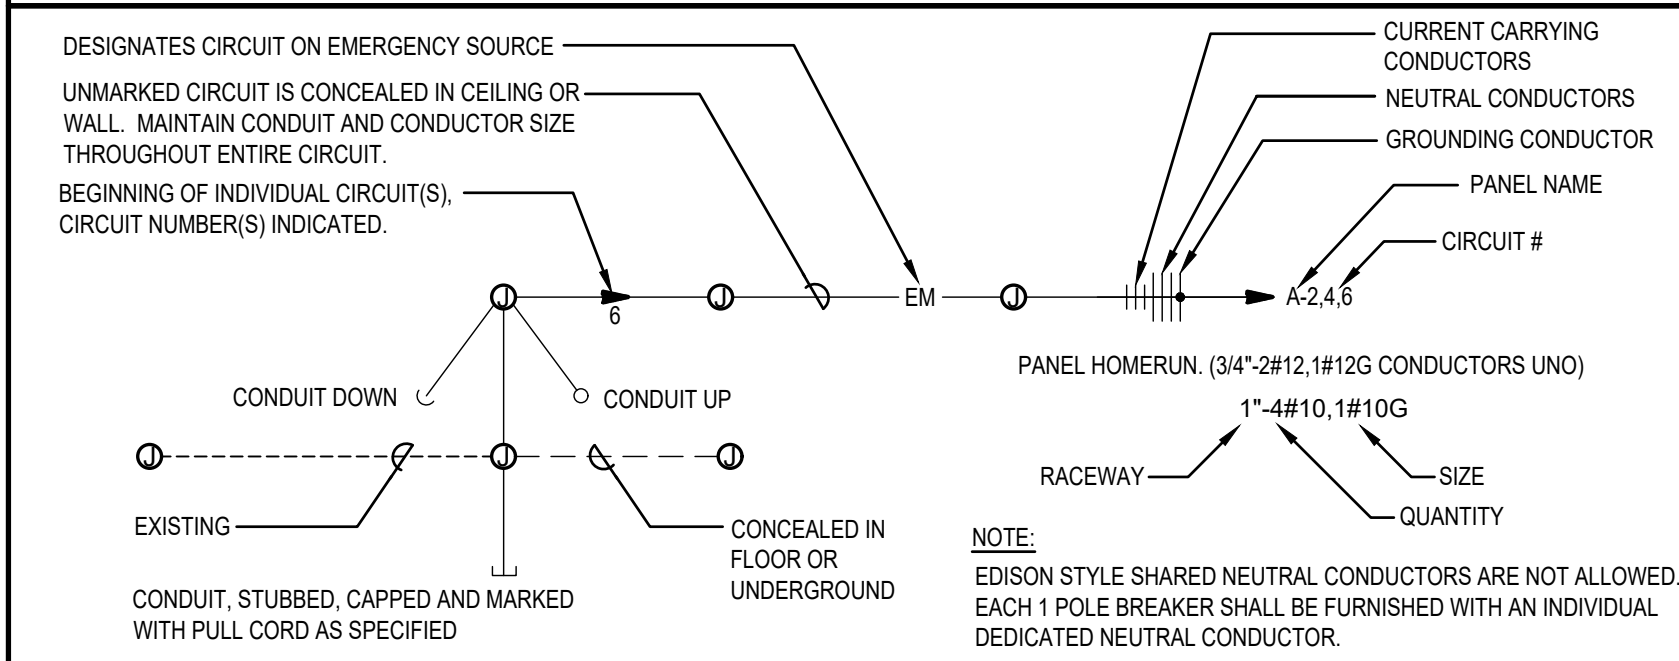 DESIGNATES CIRCUIT ON EMERGENCY SOURCE
UNMARKED CIRCUIT IS CONCEALED IN CEILING OR
WALL. MAINTAIN CONDUIT AND CONDUCTOR SIZE
THROUGHOUT ENTIRE CIRCUIT.
BEGINNING OF INDIVIDUAL CIRCUIT(S),
CIRCUIT NUMBER(S) INDICATED.
CURRENT CARRYING
CONDUCTORS
NEUTRAL CONDUCTORS
GROUNDING CONDUCTOR
PANEL NAME
CIRCUIT #
J
6
J
EM
J
A-2,4,6
PANEL HOMERUN. (3/4"-2#12,1#12G CONDUCTORS UNO)
CONDUIT DOWN
CONDUIT UP
1"-4#10,1#10G
J
J
J
RACEWAY
SIZE
QUANTITY
EXISTING
CONCEALED IN
FLOOR OR
UNDERGROUND
CONDUIT, STUBBED, CAPPED AND MARKED
WITH PULL CORD AS SPECIFIED
NOTE:
EDISON STYLE SHARED NEUTRAL CONDUCTORS ARE NOT ALLOWED.
EACH 1 POLE BREAKER SHALL BE FURNISHED WITH AN INDIVIDUAL
DEDICATED NEUTRAL CONDUCTOR.